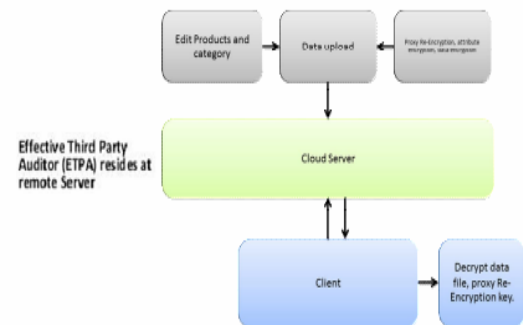 Edit Products and
category
Data upload
Proxy Re-Encryption, attribute
encryption, data encryption
Effective Third Party
Auditor (ETPA) resides at
remote Server
Cloud Server
Client
Decrypt data
file, proxy Re-
Encryption key.